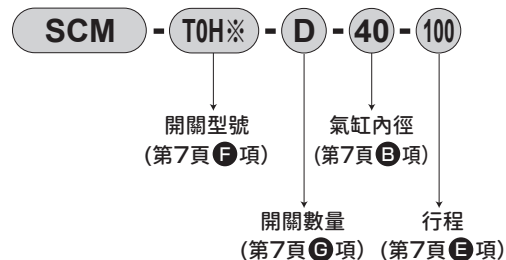 SCM - T0H※ - D - 40 - 100
開關型號 氣缸內徑
(第7頁F項) (第7頁B項)
開關數量 行程
(第7頁G項) (第7頁E項)